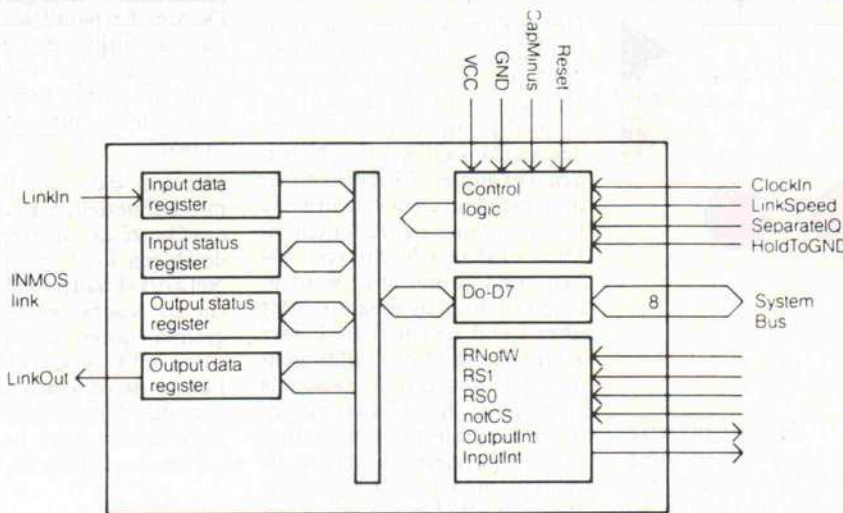 VCC
GND
CapMinus
Reset
LinkIn
Input data
register
Input status
register
INMOS
link
Output status
register
LinkOut
Output data
register
Control
logic
ClockIn
LinkSpeed
SeparateIQ
HoldToGND
Do-D7
8
System
Bus
RNotW
RS1
RS0
notCS
OutputInt
InputInt